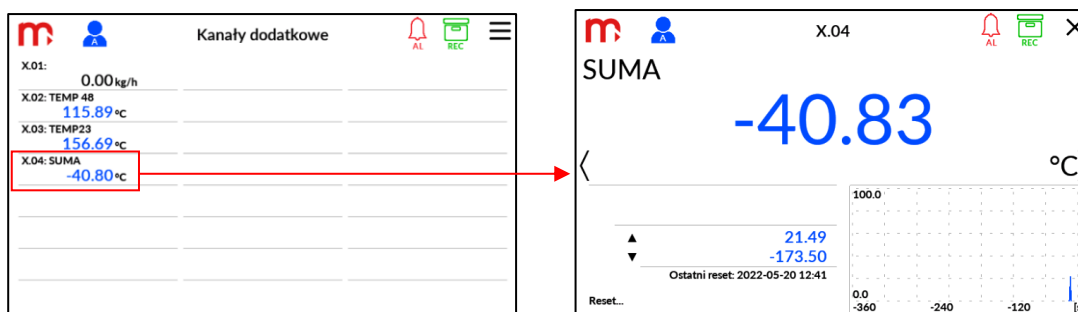 m A Kanały dodatkowe AL REC
X.01:
0.00 kg/h
X.02: TEMP 48
115.89 °C
X.03: TEMP23
156.69 °C
X.04: SUMA
-40.80 °C
m A X.04 AL REC
SUMA
-40.83
°C
▲ 21.49
▼ -173.50
Ostatni reset: 2022-05-20 12:41
Reset...
100.0
0.0
-360 -240 -120